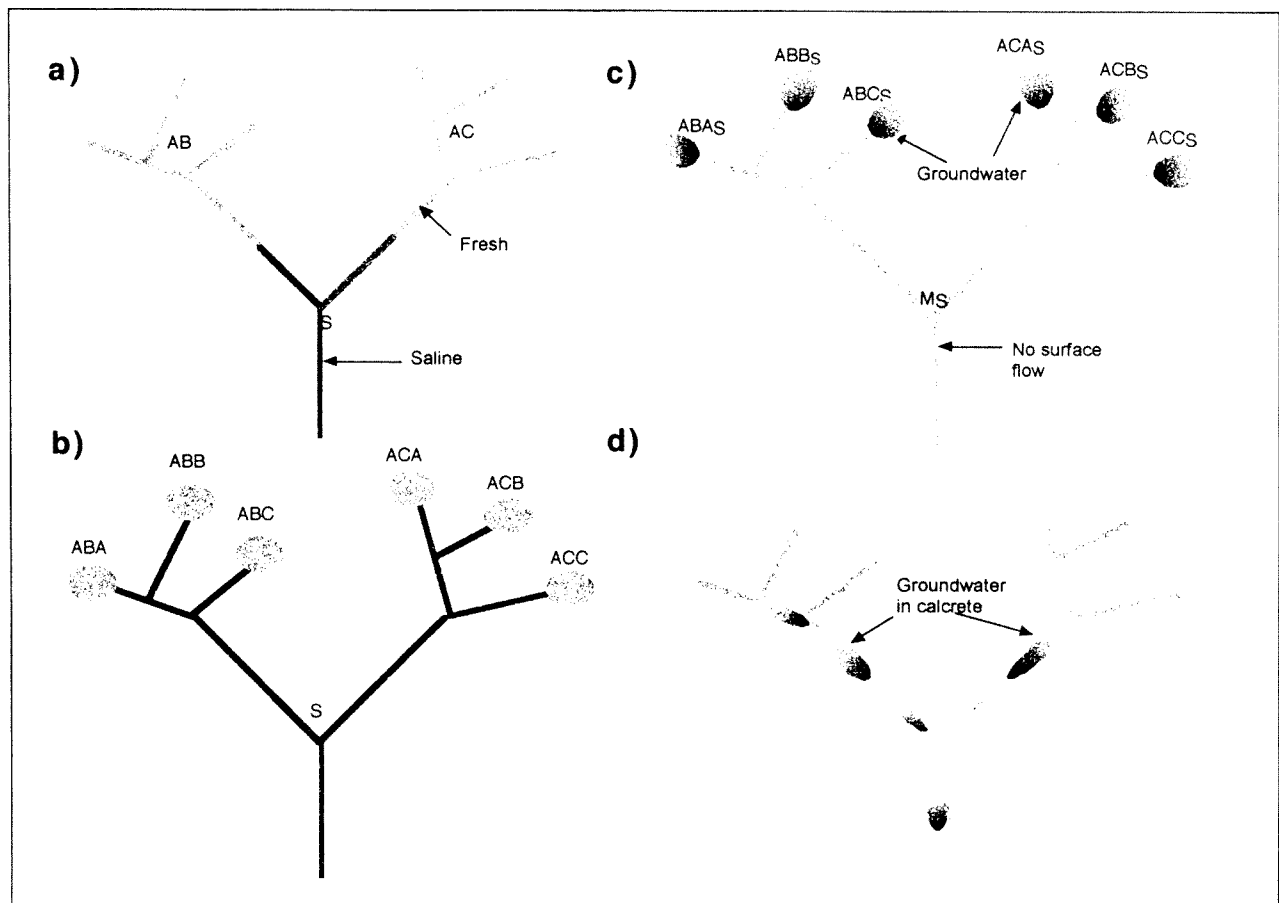 a)
AB
AC
Fresh
S
Saline
b)
ABA
ABB
ABC
ACA
ACB
ACC
S
c)
ABAS
ABBS
ABCS
ACAS
ACBS
ACCS
Groundwater
MS
No surface
flow
d)
Groundwater
in calcrete